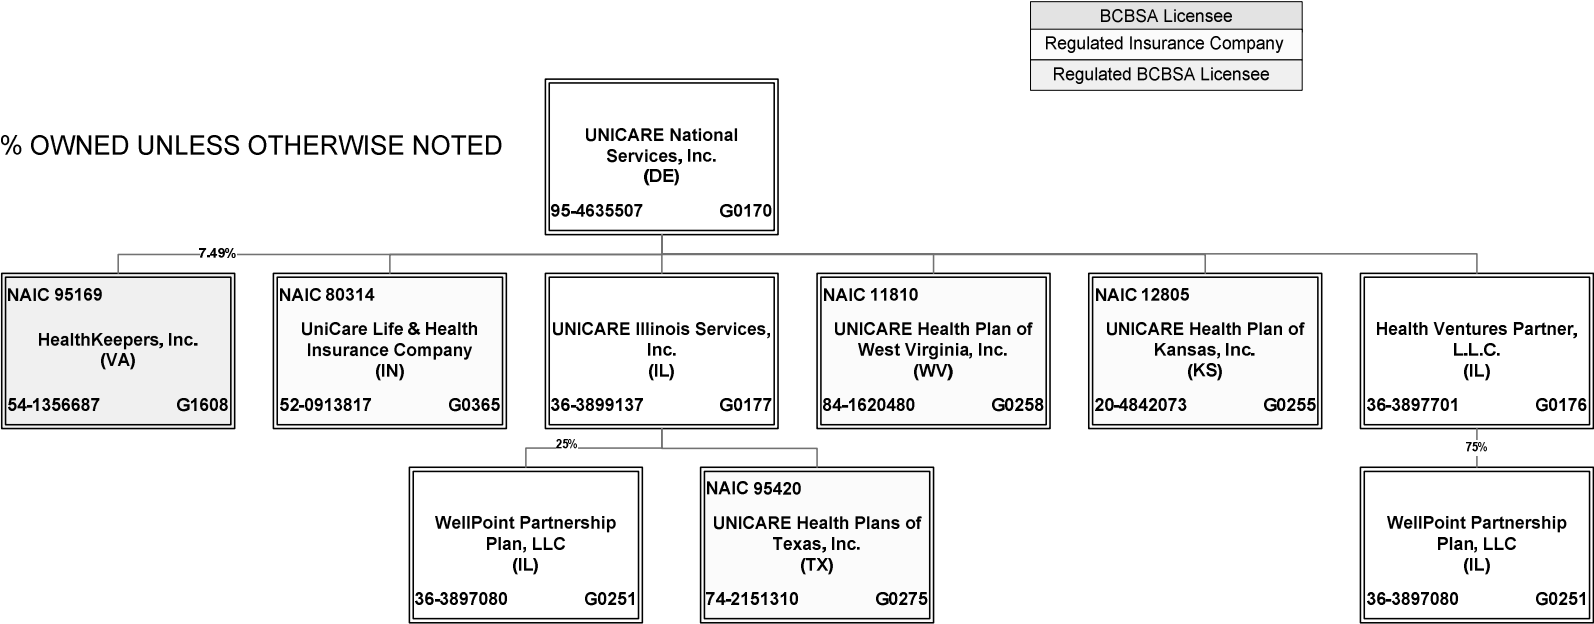 BCBSA Licensee
Regulated Insurance Company
Regulated BCBSA Licensee
% OWNED UNLESS OTHERWISE NOTED
UNICARE National
Services, Inc.
(DE)
95-4635507 G0170
7.49%
NAIC 95169
HealthKeepers, Inc.
(VA)
54-1356687 G1608
NAIC 80314
UniCare Life & Health
Insurance Company
(IN)
52-0913817 G0365
UNICARE Illinois Services,
Inc.
(IL)
36-3899137 G0177
NAIC 11810
UNICARE Health Plan of
West Virginia, Inc.
(WV)
84-1620480 G0258
NAIC 12805
UNICARE Health Plan of
Kansas, Inc.
(KS)
20-4842073 G0255
Health Ventures Partner,
L.L.C.
(IL)
36-3897701 G0176
25%
75%
WellPoint Partnership
Plan, LLC
(IL)
36-3897080 G0251
NAIC 95420
UNICARE Health Plans of
Texas, Inc.
(TX)
74-2151310 G0275
WellPoint Partnership
Plan, LLC
(IL)
36-3897080 G0251